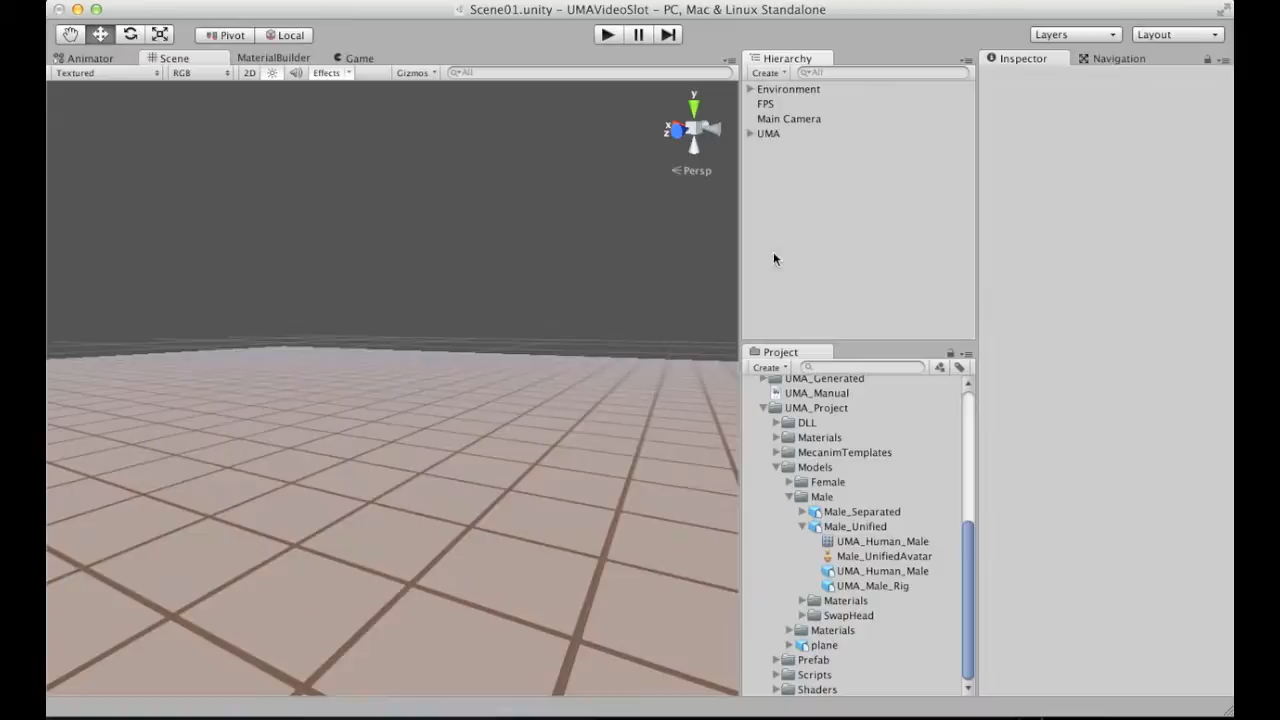 Scene01.unity – UMAVideoSlot – PC, Mac & Linux Standalone
Pivot Local Layers Layout
Animator Scene MaterialBuilder Game Hierarchy Inspector Navigation
Textured RGB 2D Effects Gizmos All Create All
y
x
z
Persp
Environment
FPS
Main Camera
UMA
Project
Create
UMA_Generated
UMA_Manual
UMA_Project
DLL
Materials
MecanimTemplates
Models
Female
Male
Male_Separated
Male_Unified
UMA_Human_Male
Male_UnifiedAvatar
UMA_Human_Male
UMA_Male_Rig
Materials
SwapHead
Materials
plane
Prefab
Scripts
Shaders